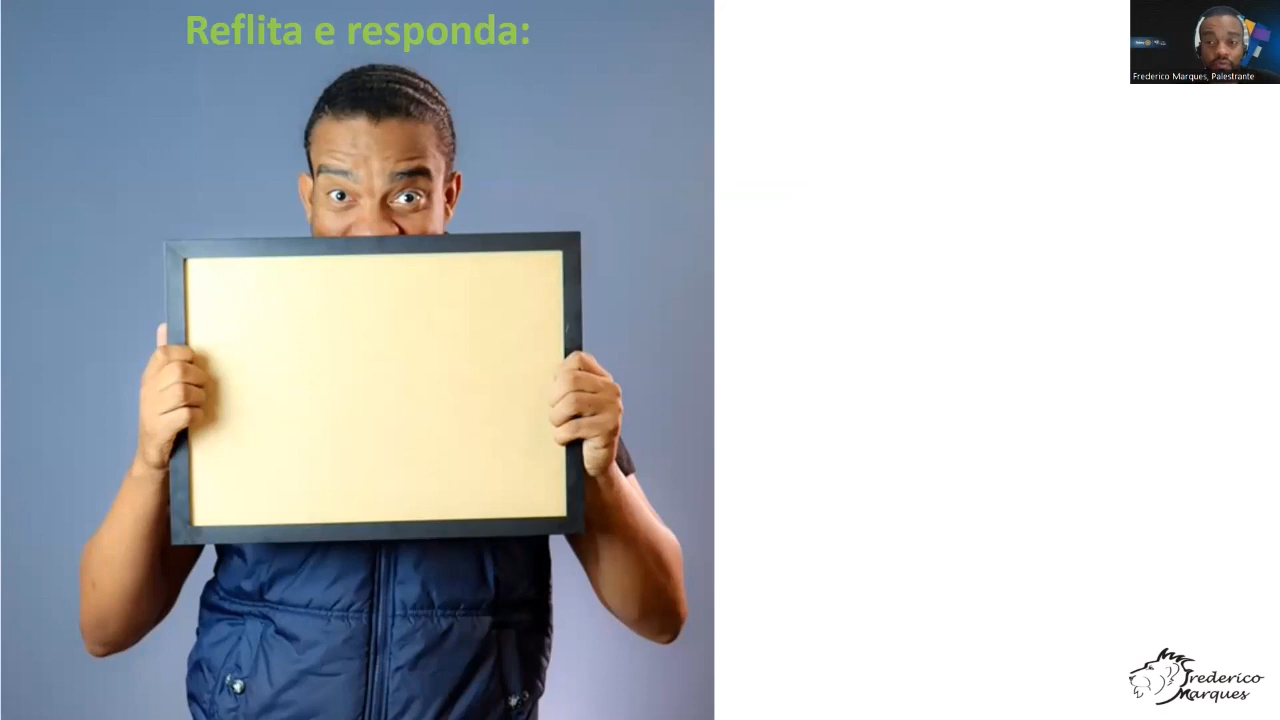 Reflita e responda:
Frederico Marques, Palestrante
Frederico
Marques